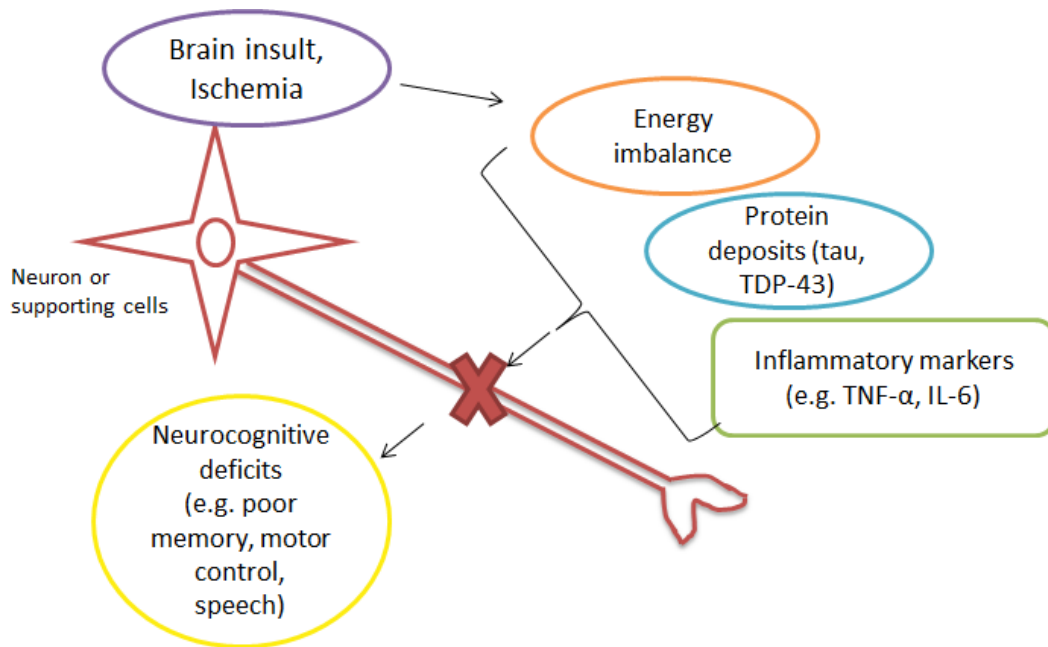 Brain insult,
Ischemia
Energy
imbalance
Protein
deposits (tau,
TDP-43)
Neuron or
supporting cells
Inflammatory markers
(e.g. TNF-α, IL-6)
Neurocognitive
deficits
(e.g. poor
memory, motor
control,
speech)